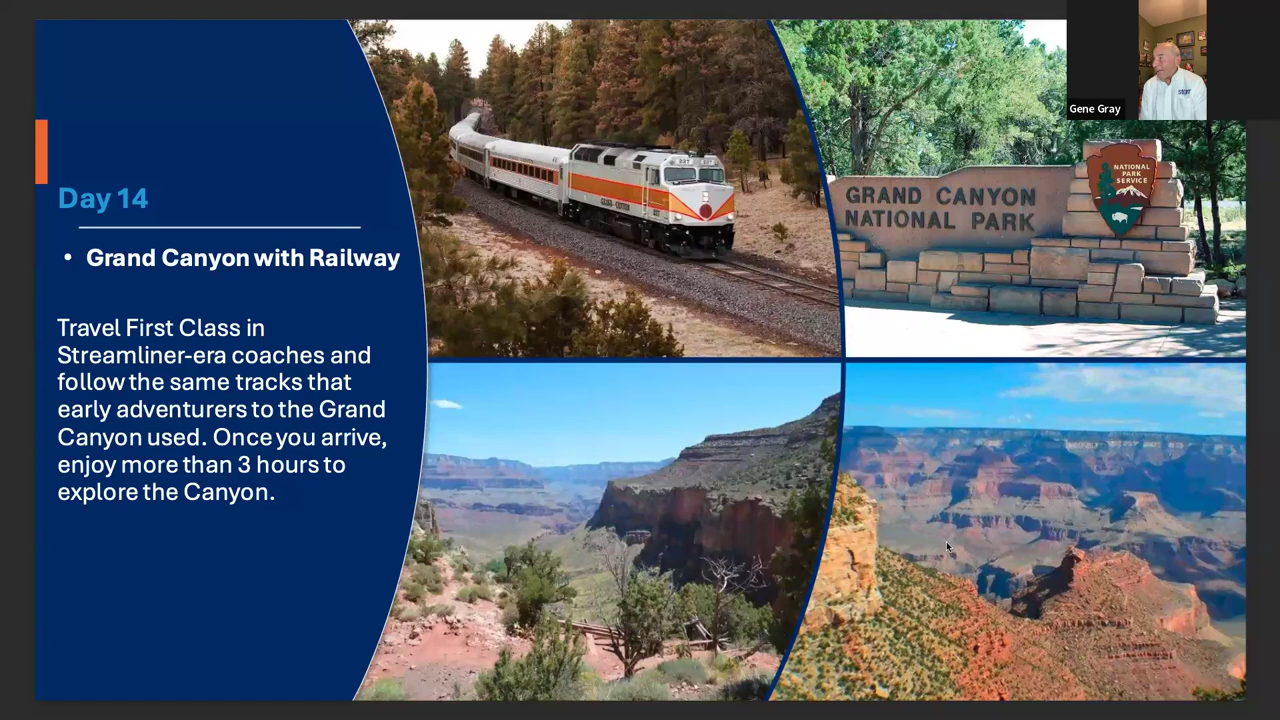 Day 14
• Grand Canyon with Railway
Travel First Class in
Streamliner-era coaches and
follow the same tracks that
early adventurers to the Grand
Canyon used. Once you arrive,
enjoy more than 3 hours to
explore the Canyon.
GRAND CANYON
GRAND CANYON
NATIONAL PARK
NATIONAL
PARK
SERVICE
Gene Gray